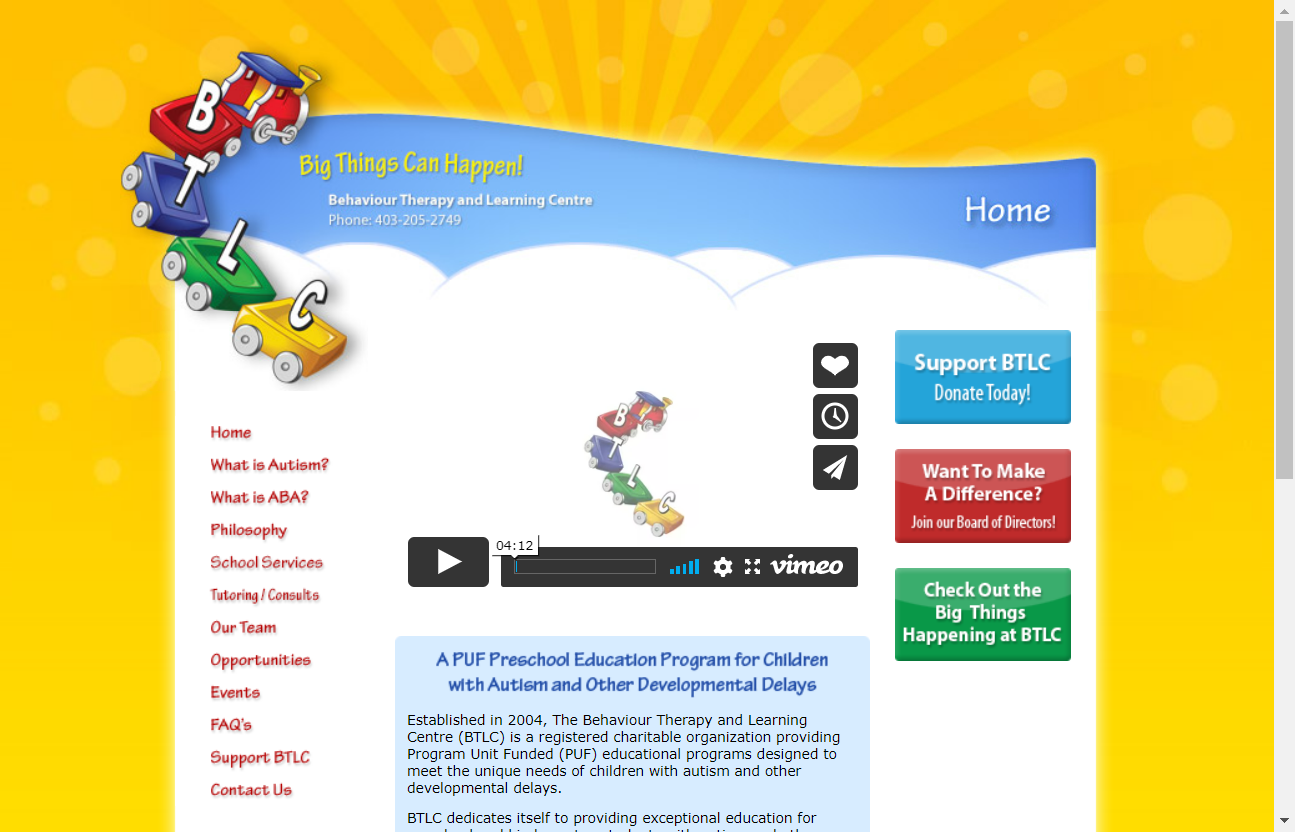 B
T
L
C
Big Things Can Happen!
Behaviour Therapy and Learning Centre
Phone: 403-205-2749
Home
Home
What is Autism?
What is ABA?
Philosophy
School Services
Tutoring / Consults
Our Team
Opportunities
Events
FAQ's
Support BTLC
Contact Us
B
T
L
C
04:12
vimeo
Support BTLC
Donate Today!
Want To Make
A Difference?
Join our Board of Directors!
Check Out the
Big Things
Happening at BTLC
A PUF Preschool Education Program for Children
with Autism and Other Developmental Delays
Established in 2004, The Behaviour Therapy and Learning
Centre (BTLC) is a registered charitable organization providing
Program Unit Funded (PUF) educational programs designed to
meet the unique needs of children with autism and other
developmental delays.
BTLC dedicates itself to providing exceptional education for